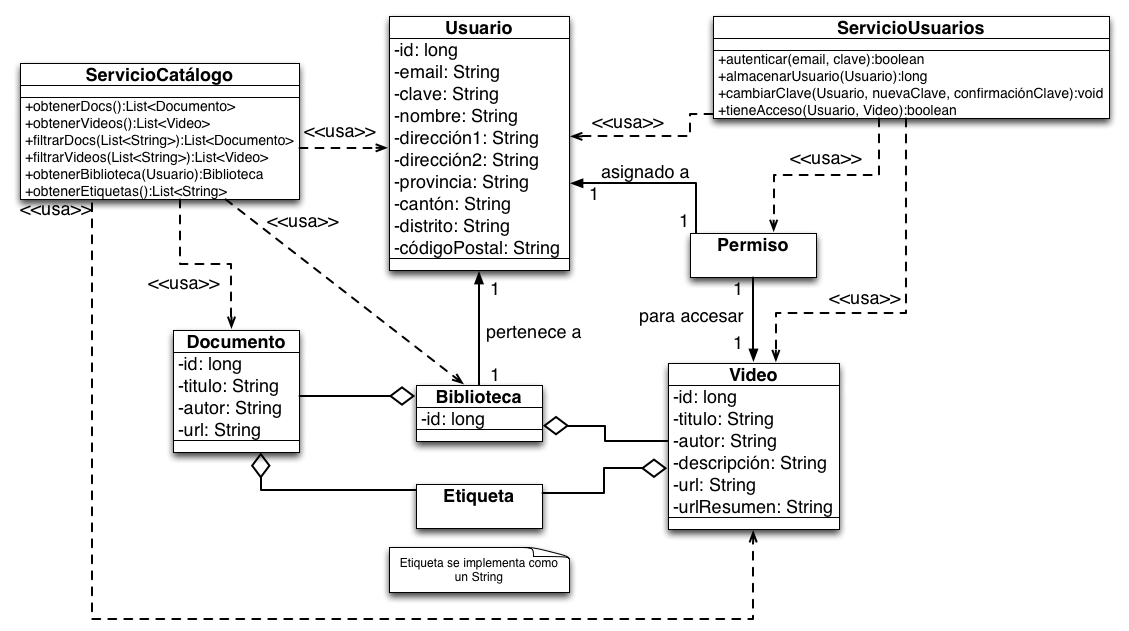 Usuario
-id: long
-email: String
-clave: String
-nombre: String
-dirección1: String
-dirección2: String
-provincia: String
-cantón: String
-distrito: String
-códigoPostal: String
ServicioUsuarios
+autenticar(email, clave):boolean
+almacenarUsuario(Usuario):long
+cambiarClave(Usuario, nuevaClave, confirmaciónClave):void
+tieneAcceso(Usuario, Video):boolean
ServicioCatálogo
+obtenerDocs():List<Documento>
+obtenerVideos():List<Video>
+filtrarDocs(List<String>):List<Documento>
+filtrarVideos(List<String>):List<Video>
+obtenerBiblioteca(Usuario):Biblioteca
+obtenerEtiquetas():List<String>
<<usa>>
<<usa>>
<<usa>>
asignado a
1
1
<<usa>>
<<usa>>
Permiso
<<usa>>
1
1
<<usa>>
para accesar
pertenece a
1
1
Documento
-id: long
-titulo: String
-autor: String
-url: String
Biblioteca
-id: long
Video
-id: long
-titulo: String
-autor: String
-descripción: String
-url: String
-urlResumen: String
Etiqueta
Etiqueta se implementa como
un String